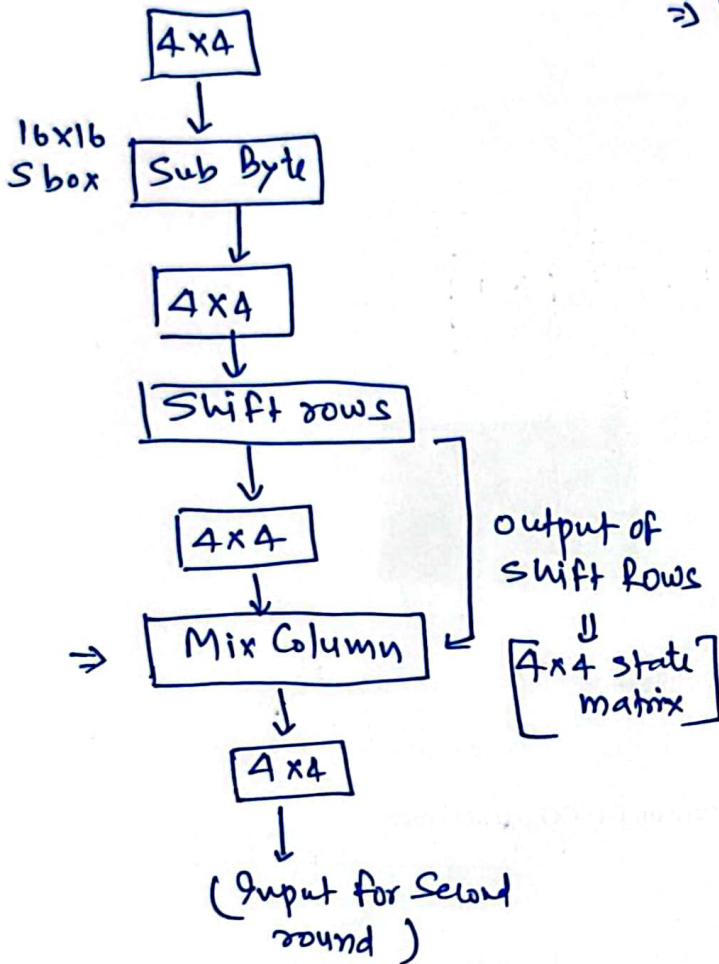 ⇒
4x4
↓
16x16
S box
Sub Byte
↓
4x4
↓
Shift rows
↓
4x4
↓
output of
Shift Rows
⇓
[4x4 state
matrix]
⇒ Mix Column
↓
4x4
↓
(Input for Second
round)